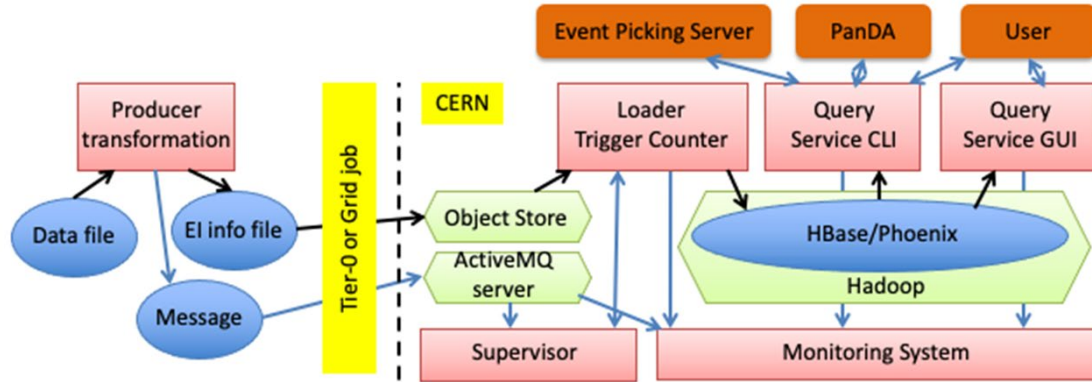 Event Picking Server
PanDA
User
Producer
transformation
Tier-0 or Grid job
CERN
Loader
Trigger Counter
Query
Service CLI
Query
Service GUI
Data file
EI info file
Object Store
HBase/Phoenix
ActiveMQ
server
Hadoop
Message
Supervisor
Monitoring System